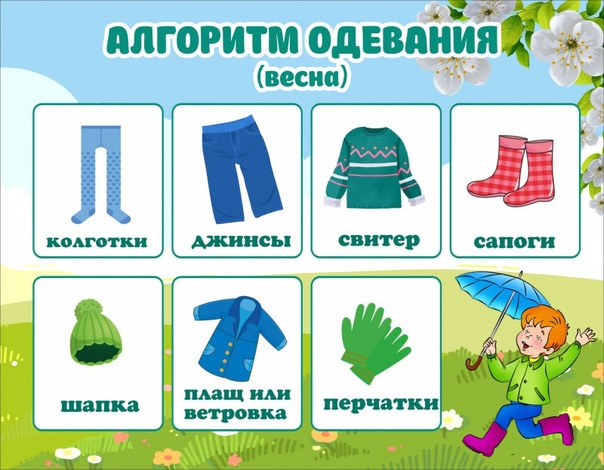 АЛГОРИТМ ОДЕВАНИЯ
(весна)
колготки
джинсы
свитер
сапоги
шапка
плащ или
ветровка
перчатки